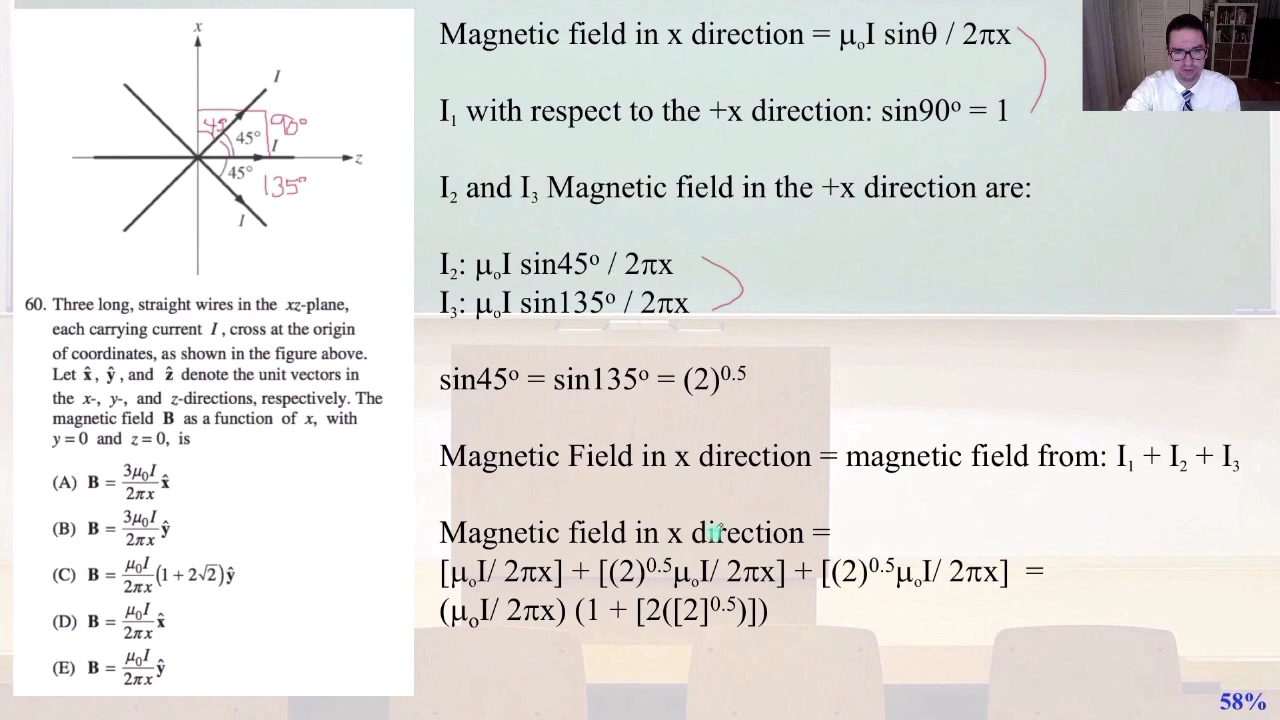 x
I
45
45°
90°
I
z
45°
135°
I
60. Three long, straight wires in the xz-plane,
each carrying current I, cross at the origin
of coordinates, as shown in the figure above.
Let x̂, ŷ, and ẑ denote the unit vectors in
the x-, y-, and z-directions, respectively. The
magnetic field B as a function of x, with
y = 0 and z = 0, is
(A) B = 3μ₀I / 2πx x̂
(B) B = 3μ₀I / 2πx ŷ
(C) B = μ₀I / 2πx (1 + 2√2) ŷ
(D) B = μ₀I / 2πx x̂
(E) B = μ₀I / 2πx ŷ
Magnetic field in x direction = μₒI sinθ / 2πx
I₁ with respect to the +x direction: sin90º = 1
I₂ and I₃ Magnetic field in the +x direction are:
I₂: μₒI sin45º / 2πx
I₃: μₒI sin135º / 2πx
sin45º = sin135º = (2)⁰·⁵
Magnetic Field in x direction = magnetic field from: I₁ + I₂ + I₃
Magnetic field in x direction =
[μₒI/ 2πx] + [(2)⁰·⁵μₒI/ 2πx] + [(2)⁰·⁵μₒI/ 2πx] =
(μₒI/ 2πx) (1 + [2([2]⁰·⁵)])
58%